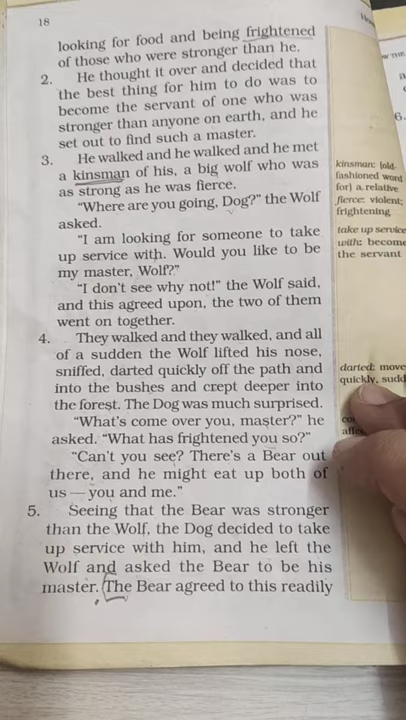 18
looking for food and being frightened
of those who were stronger than he.
2. He thought it over and decided that
the best thing for him to do was to
become the servant of one who was
stronger than anyone on earth, and he
set out to find such a master.
3. He walked and he walked and he met
a kinsman of his, a big wolf who was
as strong as he was fierce.
“Where are you going, Dog?” the Wolf
asked.
“I am looking for someone to take
up service with. Would you like to be
my master, Wolf?”
“I don't see why not!” the Wolf said,
and this agreed upon, the two of them
went on together.
4. They walked and they walked, and all
of a sudden the Wolf lifted his nose,
sniffed, darted quickly off the path and
into the bushes and crept deeper into
the forest. The Dog was much surprised.
“What's come over you, master?” he
asked. “What has frightened you so?”
“Can't you see? There's a Bear out
there, and he might eat up both of
us — you and me.”
5. Seeing that the Bear was stronger
than the Wolf, the Dog decided to take
up service with him, and he left the
Wolf and asked the Bear to be his
master. The Bear agreed to this readily
kinsman: (old-
fashioned word
for) a relative
fierce: violent;
frightening
take up service
with: become
the servant
darted: move
quickly, sudd